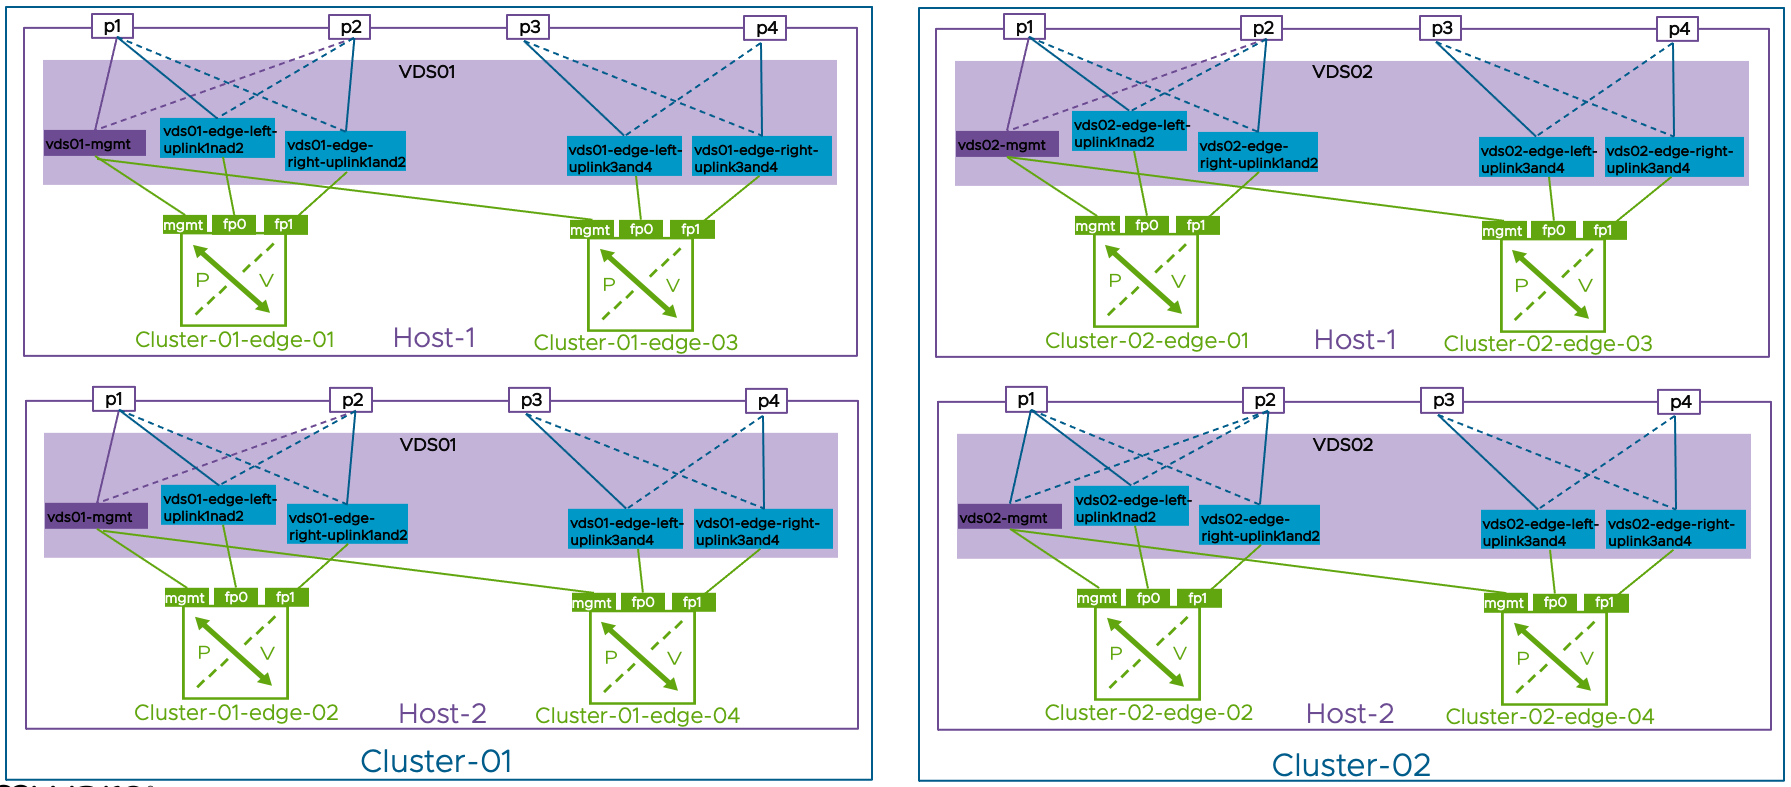 p1
p2
p3
p4
VDS01
vds01-mgmt
vds01-edge-left-
uplink1nad2
vds01-edge-
right-uplink1and2
vds01-edge-left-
uplink3and4
vds01-edge-right-
uplink3and4
mgmt
fp0
fp1
mgmt
fp0
fp1
P
V
P
V
Cluster-01-edge-01
Host-1
Cluster-01-edge-03
p1
p2
p3
p4
VDS01
vds01-mgmt
vds01-edge-left-
uplink1nad2
vds01-edge-
right-uplink1and2
vds01-edge-left-
uplink3and4
vds01-edge-right-
uplink3and4
mgmt
fp0
fp1
mgmt
fp0
fp1
P
V
P
V
Cluster-01-edge-02
Host-2
Cluster-01-edge-04
Cluster-01
p1
p2
p3
p4
VDS02
vds02-mgmt
vds02-edge-left-
uplink1nad2
vds02-edge-
right-uplink1and2
vds02-edge-left-
uplink3and4
vds02-edge-right-
uplink3and4
mgmt
fp0
fp1
mgmt
fp0
fp1
P
V
P
V
Cluster-02-edge-01
Host-1
Cluster-02-edge-03
p1
p2
p3
p4
VDS02
vds02-mgmt
vds02-edge-left-
uplink1nad2
vds02-edge-
right-uplink1and2
vds02-edge-left-
uplink3and4
vds02-edge-right-
uplink3and4
mgmt
fp0
fp1
mgmt
fp0
fp1
P
V
P
V
Cluster-02-edge-02
Host-2
Cluster-02-edge-04
Cluster-02